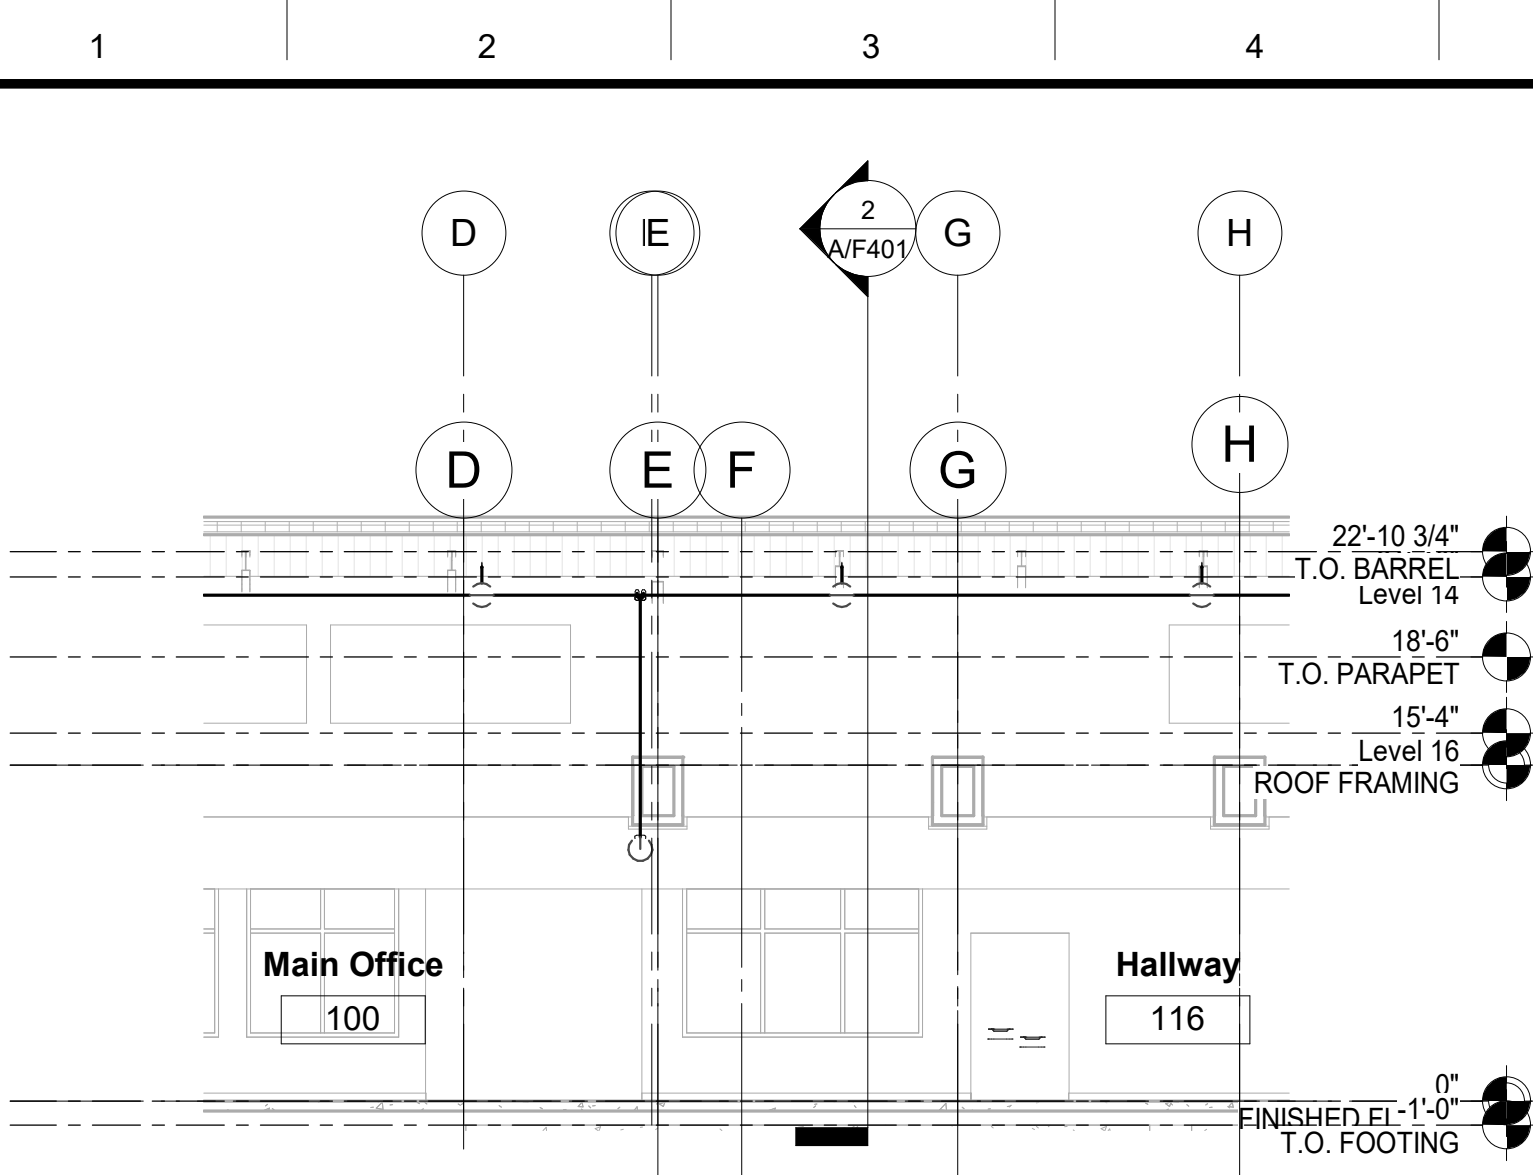 1 2 3 4
D E 2 G H
A/F401
D E F G H
22'-10 3/4"
T.O. BARREL
Level 14
18'-6"
T.O. PARAPET
15'-4"
Level 16
ROOF FRAMING
Main Office Hallway
100 116
0"
FINISHED FL -1'-0"
T.O. FOOTING